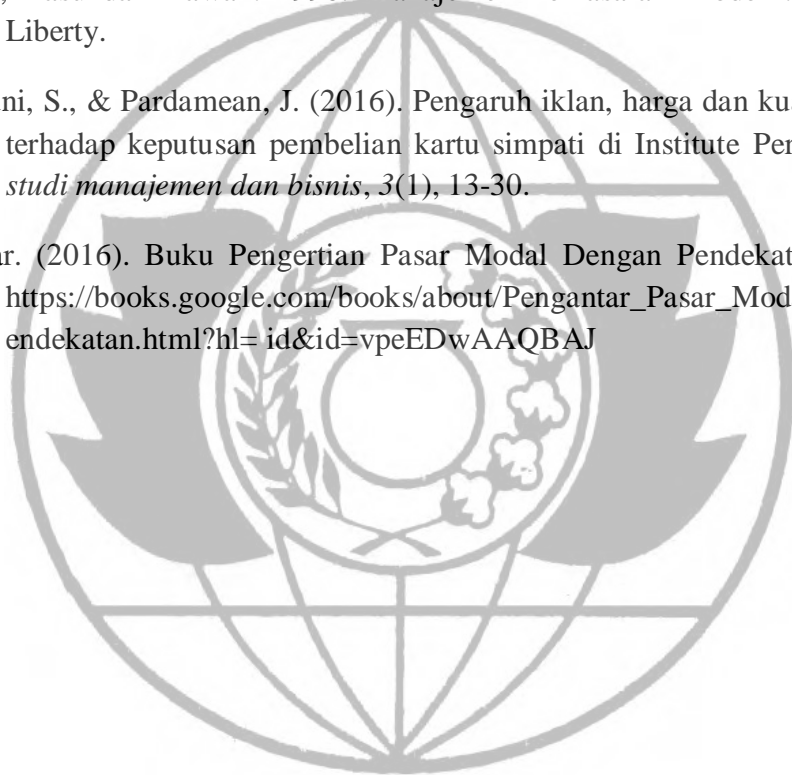 Liberty.
ni, S., & Pardamean, J. (2016). Pengaruh iklan, harga dan kua
terhadap keputusan pembelian kartu simpati di Institute Per
studi manajemen dan bisnis, 3(1), 13-30.
ar. (2016). Buku Pengertian Pasar Modal Dengan Pendekat
https://books.google.com/books/about/Pengantar_Pasar_Mod
endekatan.html?hl= id&id=vpeEDwAAQBAJ